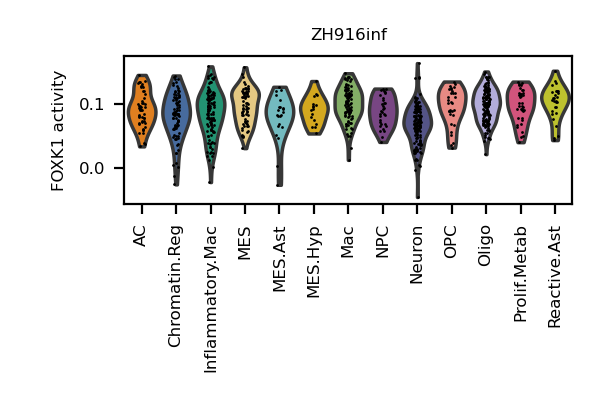 ZH916inf
FOXK1 activity
0.1
0.0
AC
Chromatin.Reg
Inflammatory.Mac
MES
MES.Ast
MES.Hyp
Mac
NPC
Neuron
OPC
Oligo
Prolif.Metab
Reactive.Ast